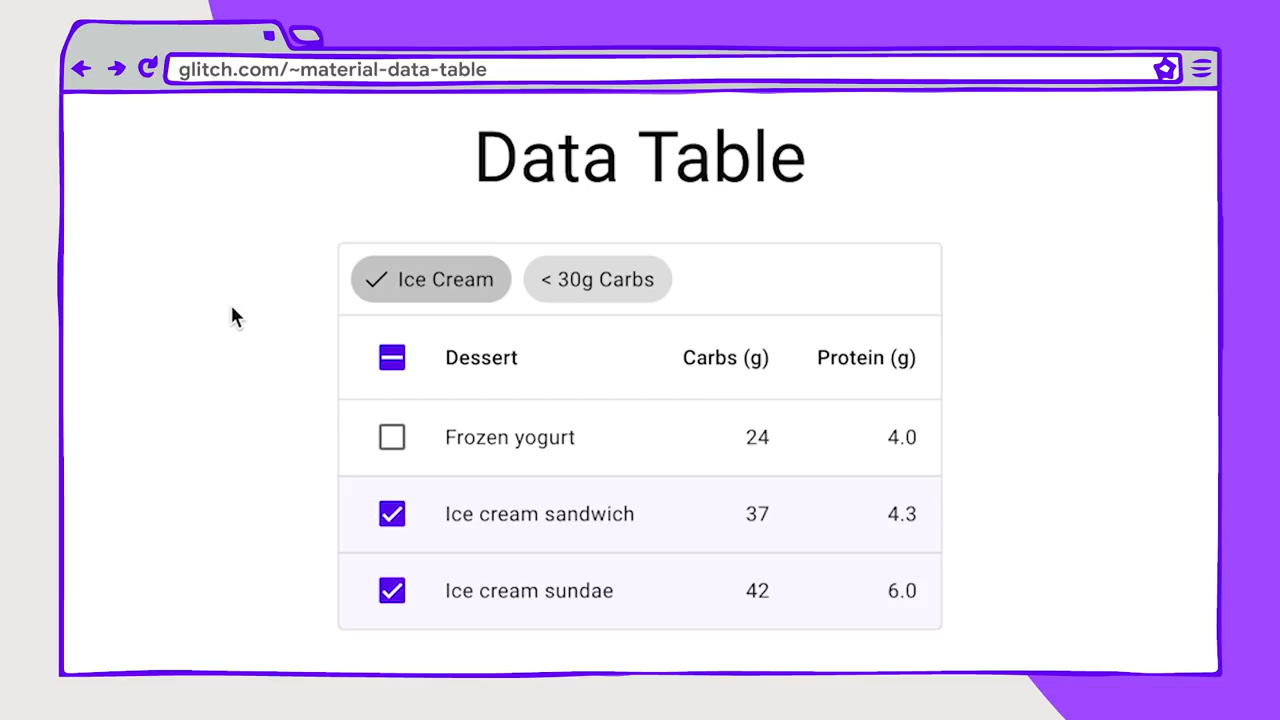 glitch.com/~material-data-table
Data Table
Ice Cream < 30g Carbs
Dessert Carbs (g) Protein (g)
Frozen yogurt 24 4.0
Ice cream sandwich 37 4.3
Ice cream sundae 42 6.0